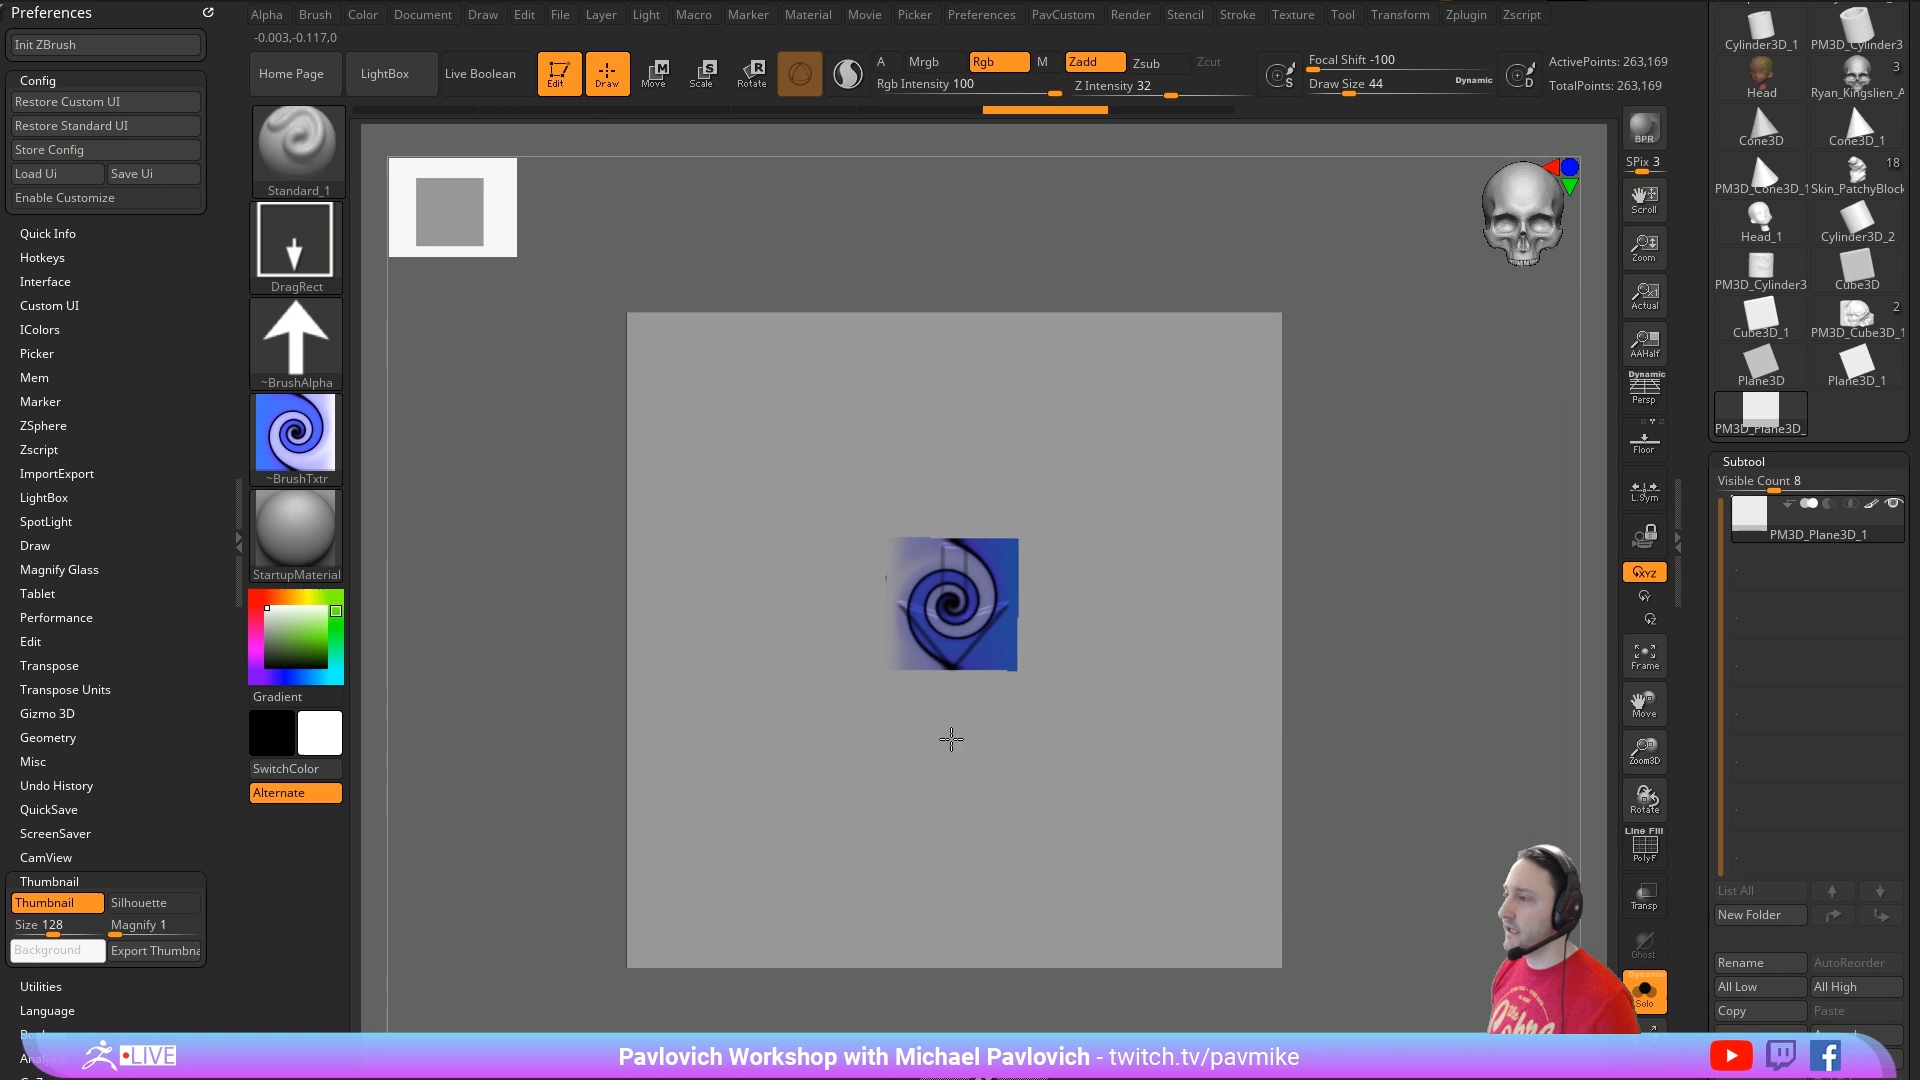 Preferences
Init ZBrush
Config
Restore Custom UI
Restore Standard UI
Store Config
Load Ui Save Ui
Enable Customize
Quick Info
Hotkeys
Interface
Custom UI
IColors
Picker
Mem
Marker
ZSphere
Zscript
ImportExport
LightBox
SpotLight
Draw
Magnify Glass
Tablet
Performance
Edit
Transpose
Transpose Units
Gizmo 3D
Geometry
Misc
Undo History
QuickSave
ScreenSaver
CamView
Thumbnail
Thumbnail Silhouette
Size 128 Magnify 1
Background Export Thumbna
Utilities
Language
Alpha Brush Color Document Draw Edit File Layer Light Macro Marker Material Movie Picker Preferences PavCustom Render Stencil Stroke Texture Tool Transform Zplugin Zscript
-0.003,-0.117,0
Home Page LightBox Live Boolean Edit Draw Move Scale Rotate
A Mrgb Rgb M Zadd Zsub Zcut
Rgb Intensity 100 Z Intensity 32
S Focal Shift -100
Draw Size 44 Dynamic D
ActivePoints: 263,169
TotalPoints: 263,169
Standard_1
DragRect
~BrushAlpha
~BrushTxtr
StartupMaterial
Gradient
SwitchColor
Alternate
BPR
SPix 3
Scroll
Zoom
Actual
AAHalf
Dynamic
Persp
Floor
L.Sym
XYZ
Y
Z
Frame
Move
Zoom3D
Rotate
Line Fill
PolyF
Transp
Ghost
Dynamic
Solo
Cylinder3D_1 PM3D_Cylinder3
3
Head Ryan_Kingslien_A
Cone3D Cone3D_1
18
PM3D_Cone3D_1 Skin_PatchyBlock
Head_1 Cylinder3D_2
PM3D_Cylinder3 Cube3D
2
Cube3D_1 PM3D_Cube3D_1
Plane3D Plane3D_1
PM3D_Plane3D_
Subtool
Visible Count 8
PM3D_Plane3D_1
List All
New Folder
Rename AutoReorder
All Low All High
Copy Paste
LIVE
Pavlovich Workshop with Michael Pavlovich - twitch.tv/pavmike